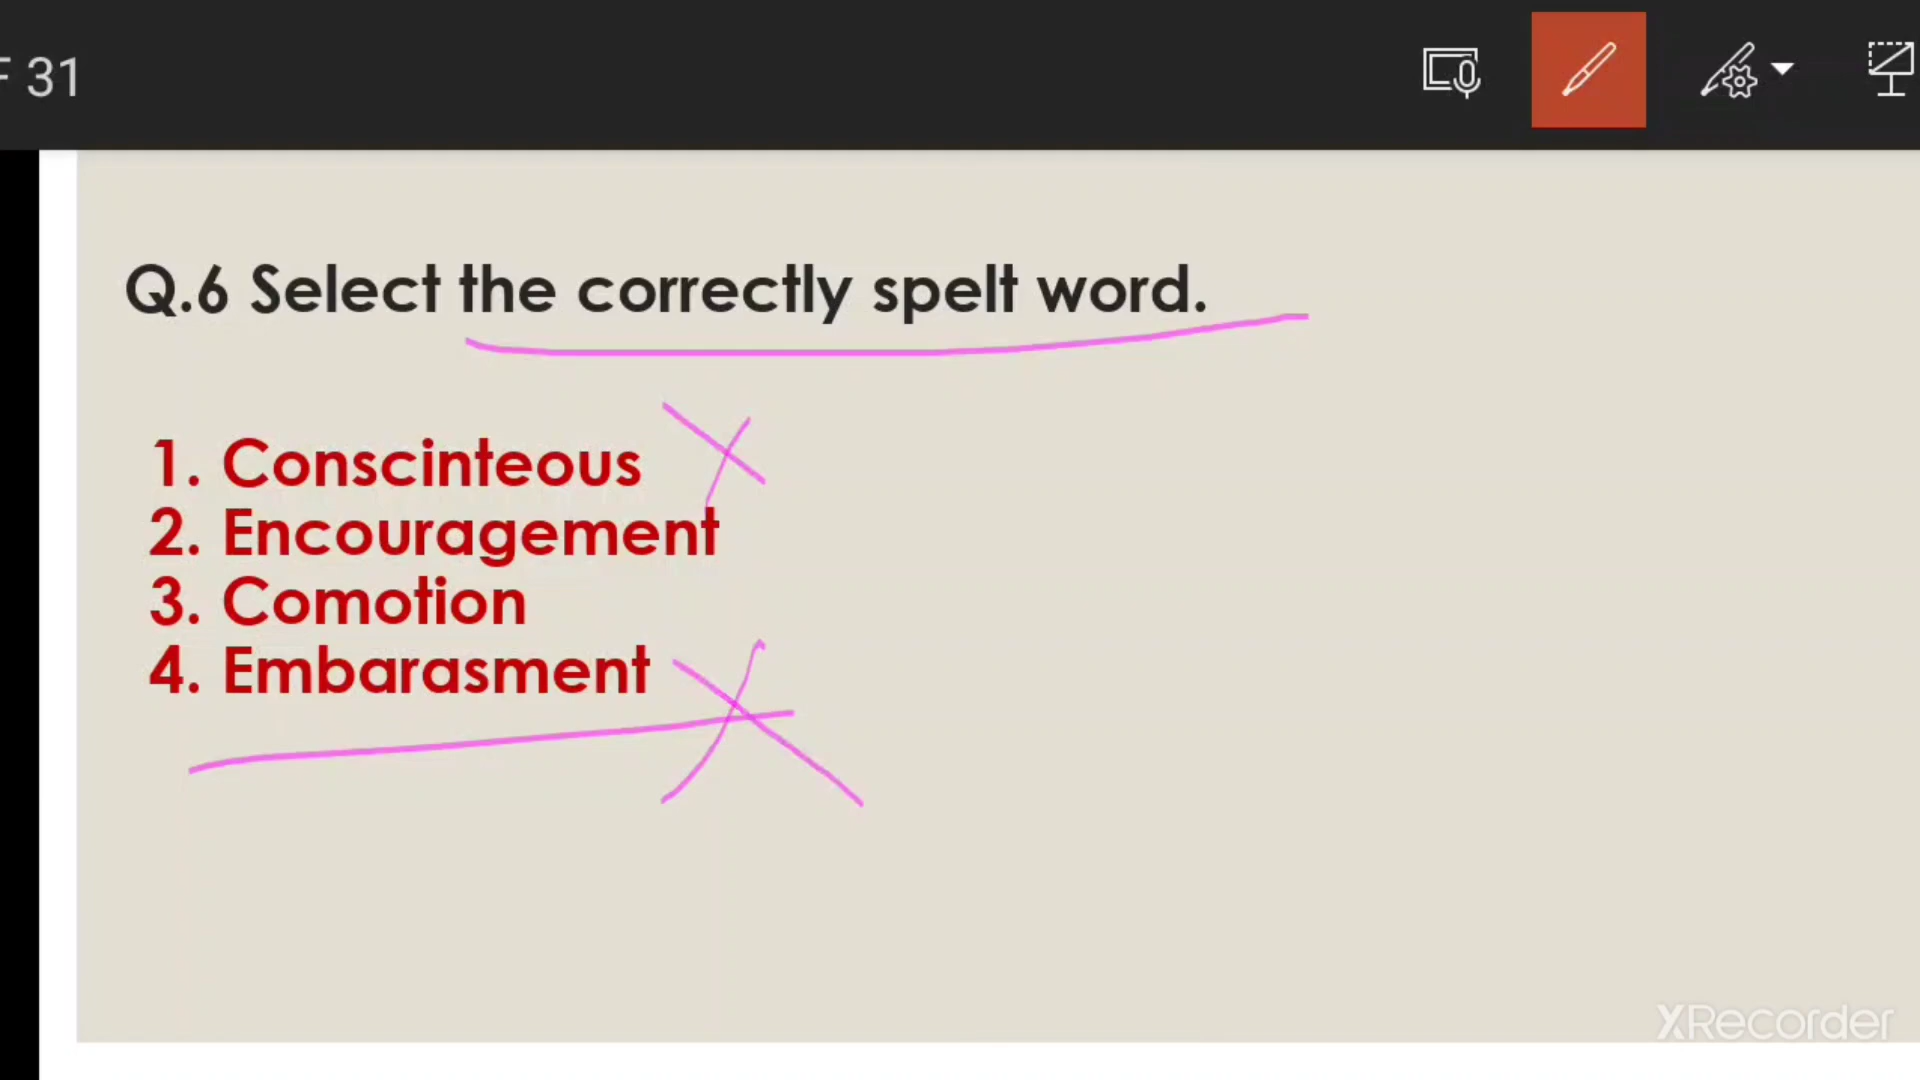 31
Q.6 Select the correctly spelt word.
1. Conscinteous
2. Encouragement
3. Comotion
4. Embarasment
XRecorder